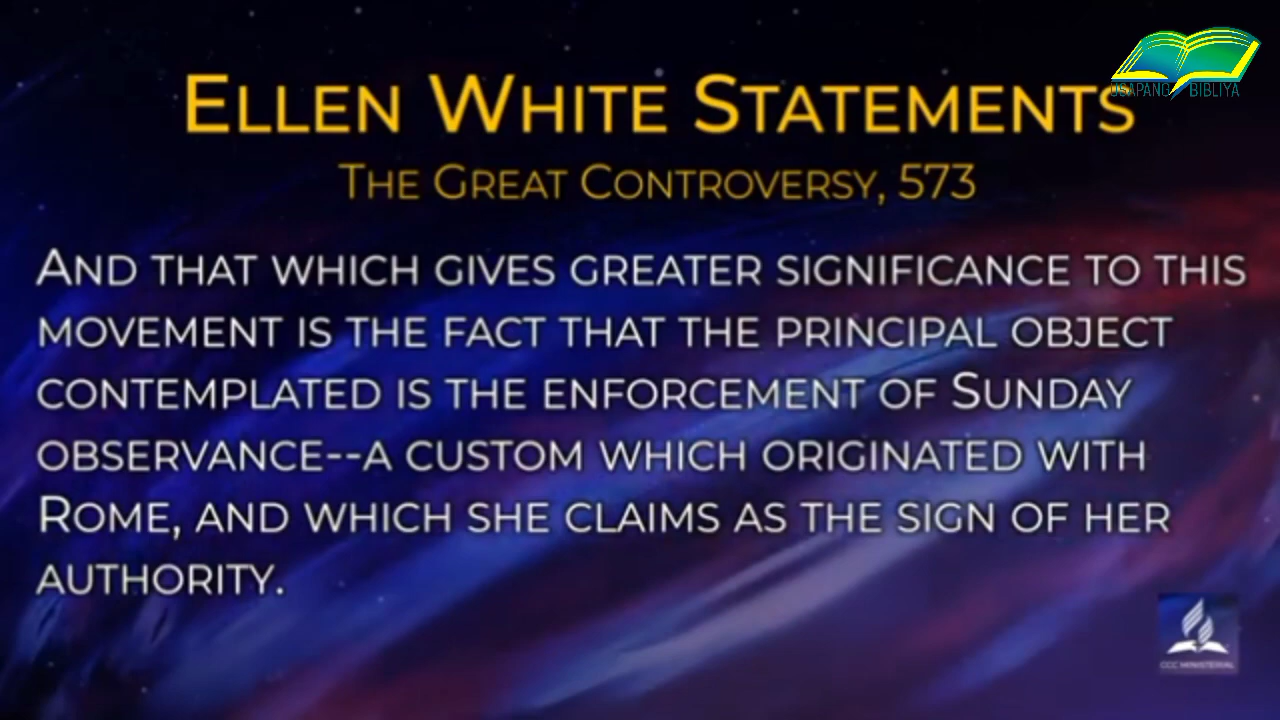 USAPANG BIBLIYA
ELLEN WHITE STATEMENTS
THE GREAT CONTROVERSY, 573
AND THAT WHICH GIVES GREATER SIGNIFICANCE TO THIS
MOVEMENT IS THE FACT THAT THE PRINCIPAL OBJECT
CONTEMPLATED IS THE ENFORCEMENT OF SUNDAY
OBSERVANCE--A CUSTOM WHICH ORIGINATED WITH
ROME, AND WHICH SHE CLAIMS AS THE SIGN OF HER
AUTHORITY.
GCC MINISTERIAL